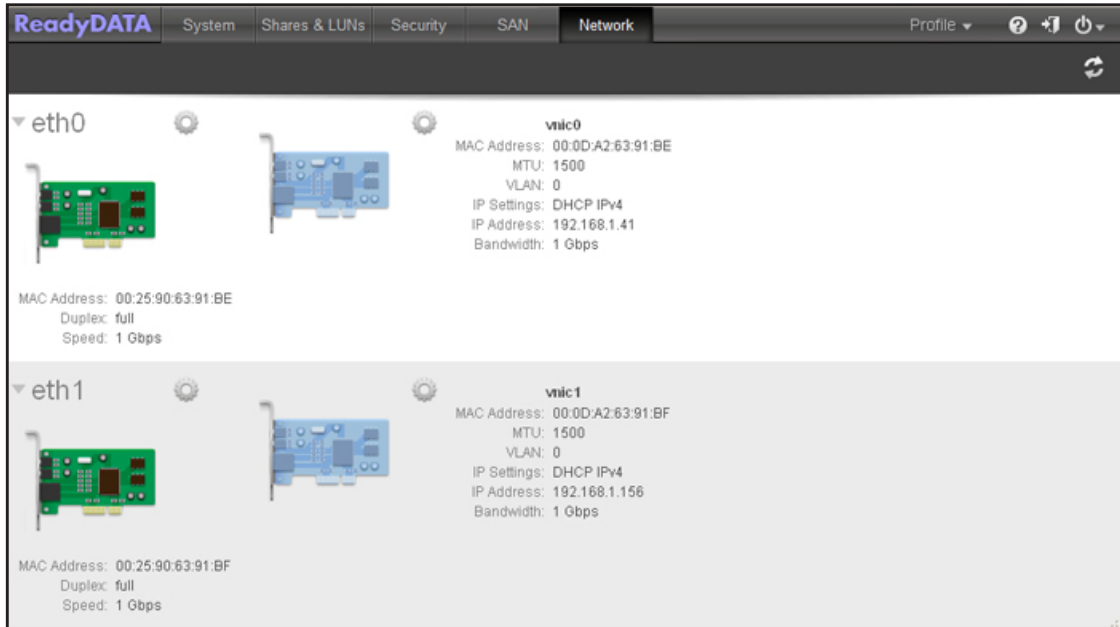 ReadyDATA System Shares & LUNs Security SAN Network Profile
eth0
MAC Address: 00:25:90:63:91:BE
Duplex: full
Speed: 1 Gbps
vnic0
MAC Address: 00:0D:A2:63:91:BE
MTU: 1500
VLAN: 0
IP Settings: DHCP IPv4
IP Address: 192.168.1.41
Bandwidth: 1 Gbps
eth1
MAC Address: 00:25:90:63:91:BF
Duplex: full
Speed: 1 Gbps
vnic1
MAC Address: 00:0D:A2:63:91:BF
MTU: 1500
VLAN: 0
IP Settings: DHCP IPv4
IP Address: 192.168.1.156
Bandwidth: 1 Gbps